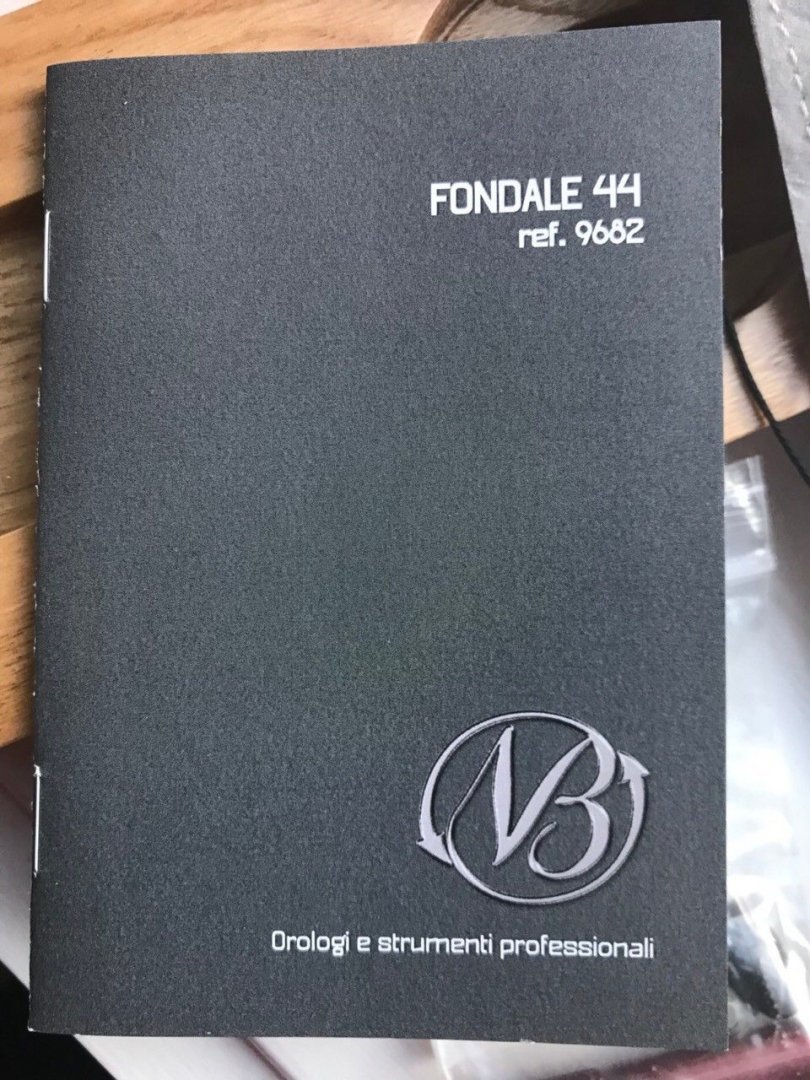 FONDALE 44
ref. 9682
NB
Orologi e strumenti professionali